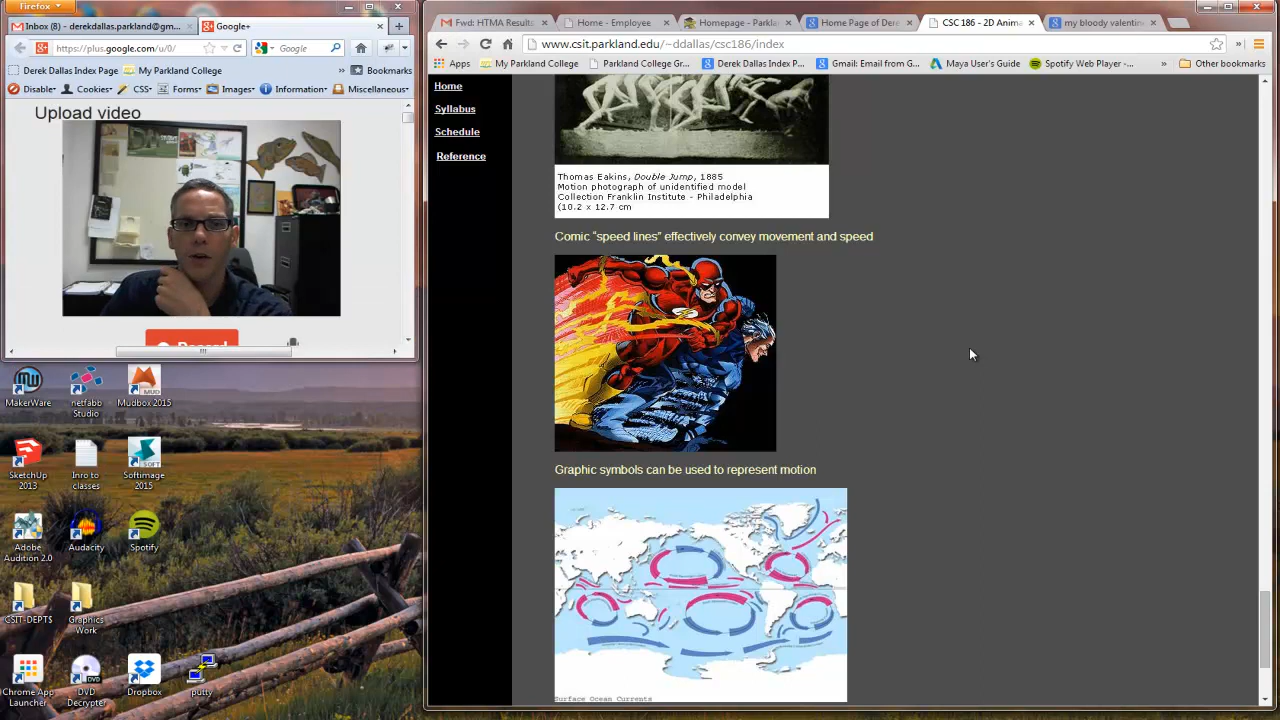 Firefox
Inbox (8) - derekdallas.parkland@gm...
Google+
https://plus.google.com/u/0/
Google
Derek Dallas Index Page
My Parkland College
Bookmarks
Disable
Cookies
CSS
Forms
Images
Information
Miscellaneous
Upload video
MakerWare
netfabb Studio
Mudbox 2015
SketchUp 2013
Inro to classes
Softimage 2015
Adobe Audition 2.0
Audacity
Spotify
CSIT-DEPT$
Graphics Work
Chrome App Launcher
DVD Decrypter
Dropbox
putty
Fwd: HTMA Results
Home - Employee
Homepage - Parkla
Home Page of Dere
CSC 186 - 2D Anima
my bloody valentin
www.csit.parkland.edu/~ddallas/csc186/index
Apps
My Parkland College
Parkland College Gr...
Derek Dallas Index P...
Gmail: Email from G...
Maya User's Guide
Spotify Web Player -...
Other bookmarks
Home
Syllabus
Schedule
Reference
Thomas Eakins, Double Jump, 1885
Motion photograph of unidentified model
Collection Franklin Institute - Philadelphia
(10.2 x 12.7 cm
Comic “speed lines” effectively convey movement and speed
Graphic symbols can be used to represent motion
Surface Ocean Currents